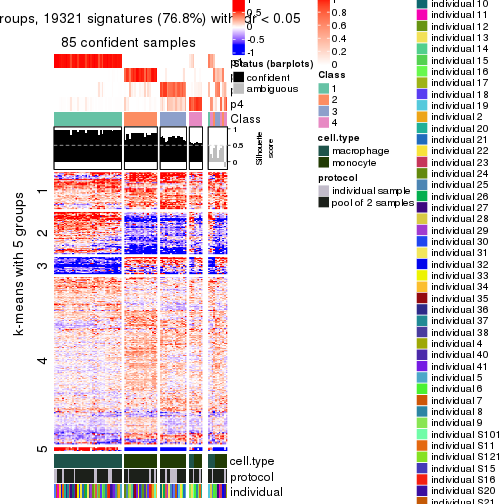 roups, 19321 signatures (76.8%) with fdr < 0.05
85 confident samples
p4
Class
1
0.5
0
Silhouette
score
k-means with 5 groups
1
2
3
4
5
cell.type
protocol
individual
0.5
0
-0.5
-1
Status (barplots)
confident
ambiguous
0.8
0.6
0.4
0.2
0
Class
1
2
3
4
cell.type
macrophage
monocyte
protocol
individual sample
pool of 2 samples
individual 10
individual 11
individual 12
individual 13
individual 14
individual 15
individual 16
individual 17
individual 18
individual 19
individual 2
individual 20
individual 21
individual 22
individual 23
individual 24
individual 25
individual 26
individual 27
individual 28
individual 29
individual 30
individual 31
individual 32
individual 33
individual 34
individual 35
individual 36
individual 37
individual 38
individual 4
individual 40
individual 41
individual 5
individual 6
individual 7
individual 8
individual 9
individual S101
individual S11
individual S121
individual S15
individual S16
individual S20
individual S21